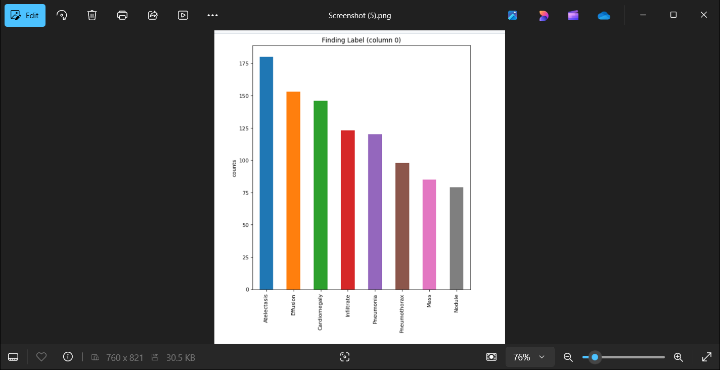 Edit
Screenshot (5).png
Finding Label (column 0)
175
150
125
100
75
50
25
0
counts
Atelectasis
Effusion
Cardiomegaly
Infiltrate
Pneumonia
Pneumothorax
Mass
Nodule
760 x 821
30.5 KB
76%